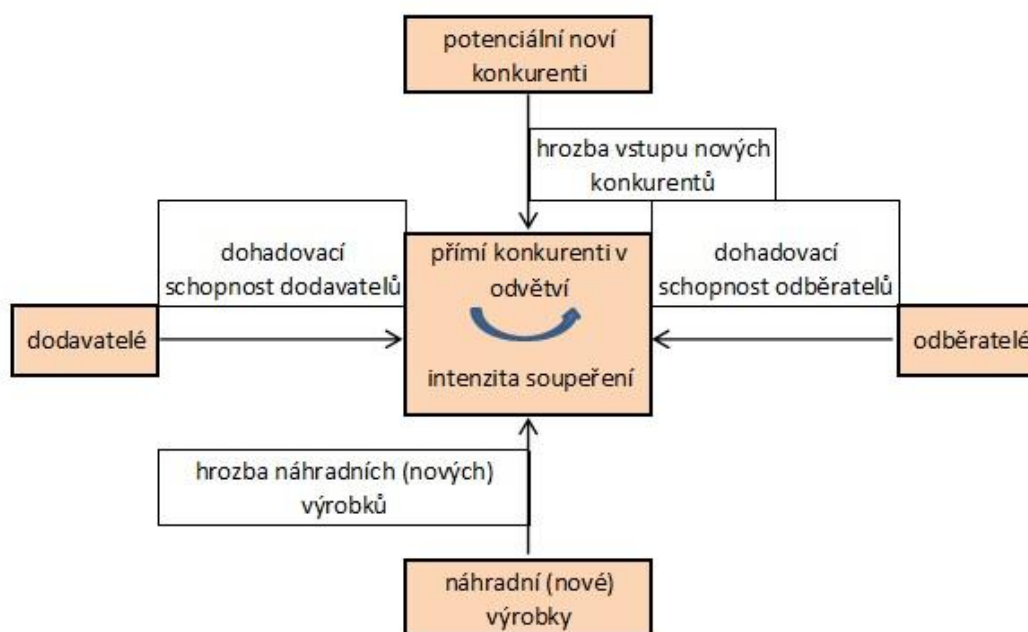 potenciální noví
konkurenti
hrozba vstupu nových
konkurentů
dohadovací
schopnost dodavatelů
přímí konkurenti v
odvětví
dohadovací
schopnost odběratelů
dodavatelé
odběratelé
intenzita soupeření
hrozba náhradních (nových)
výrobků
náhradní (nové)
výrobky